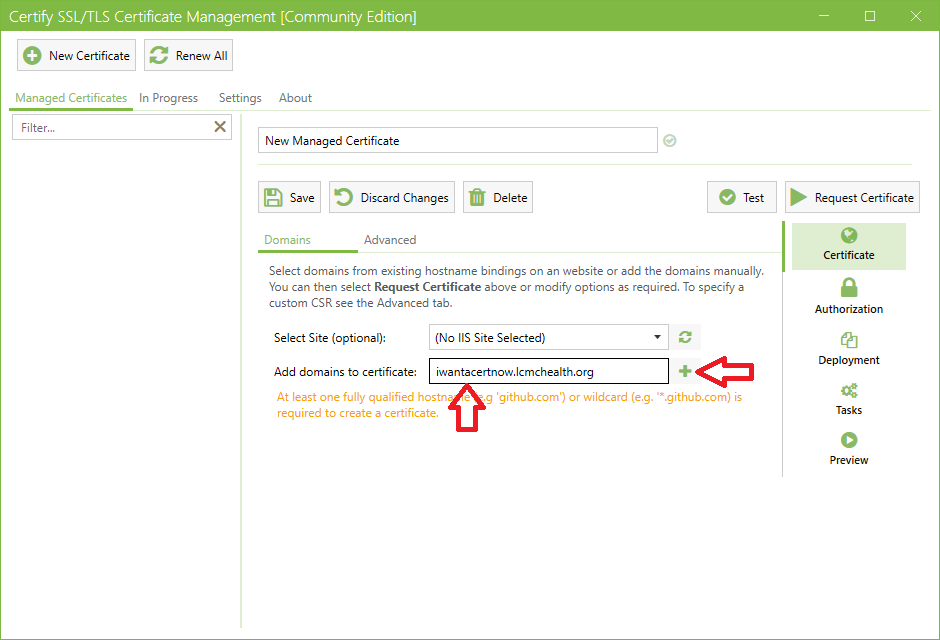 Certify SSL/TLS Certificate Management [Community Edition]
New Certificate
Renew All
Managed Certificates
In Progress
Settings
About
Filter...
New Managed Certificate
Save
Discard Changes
Delete
Test
Request Certificate
Domains
Advanced
Select domains from existing hostname bindings on an website or add the domains manually.
You can then select Request Certificate above or modify options as required. To specify a
custom CSR see the Advanced tab.
Select Site (optional):
(No IIS Site Selected)
Add domains to certificate:
iwantacertnow.lcmchealth.org
At least one fully qualified hostname (e.g 'github.com') or wildcard (e.g. '*.github.com) is
required to create a certificate.
Certificate
Authorization
Deployment
Tasks
Preview